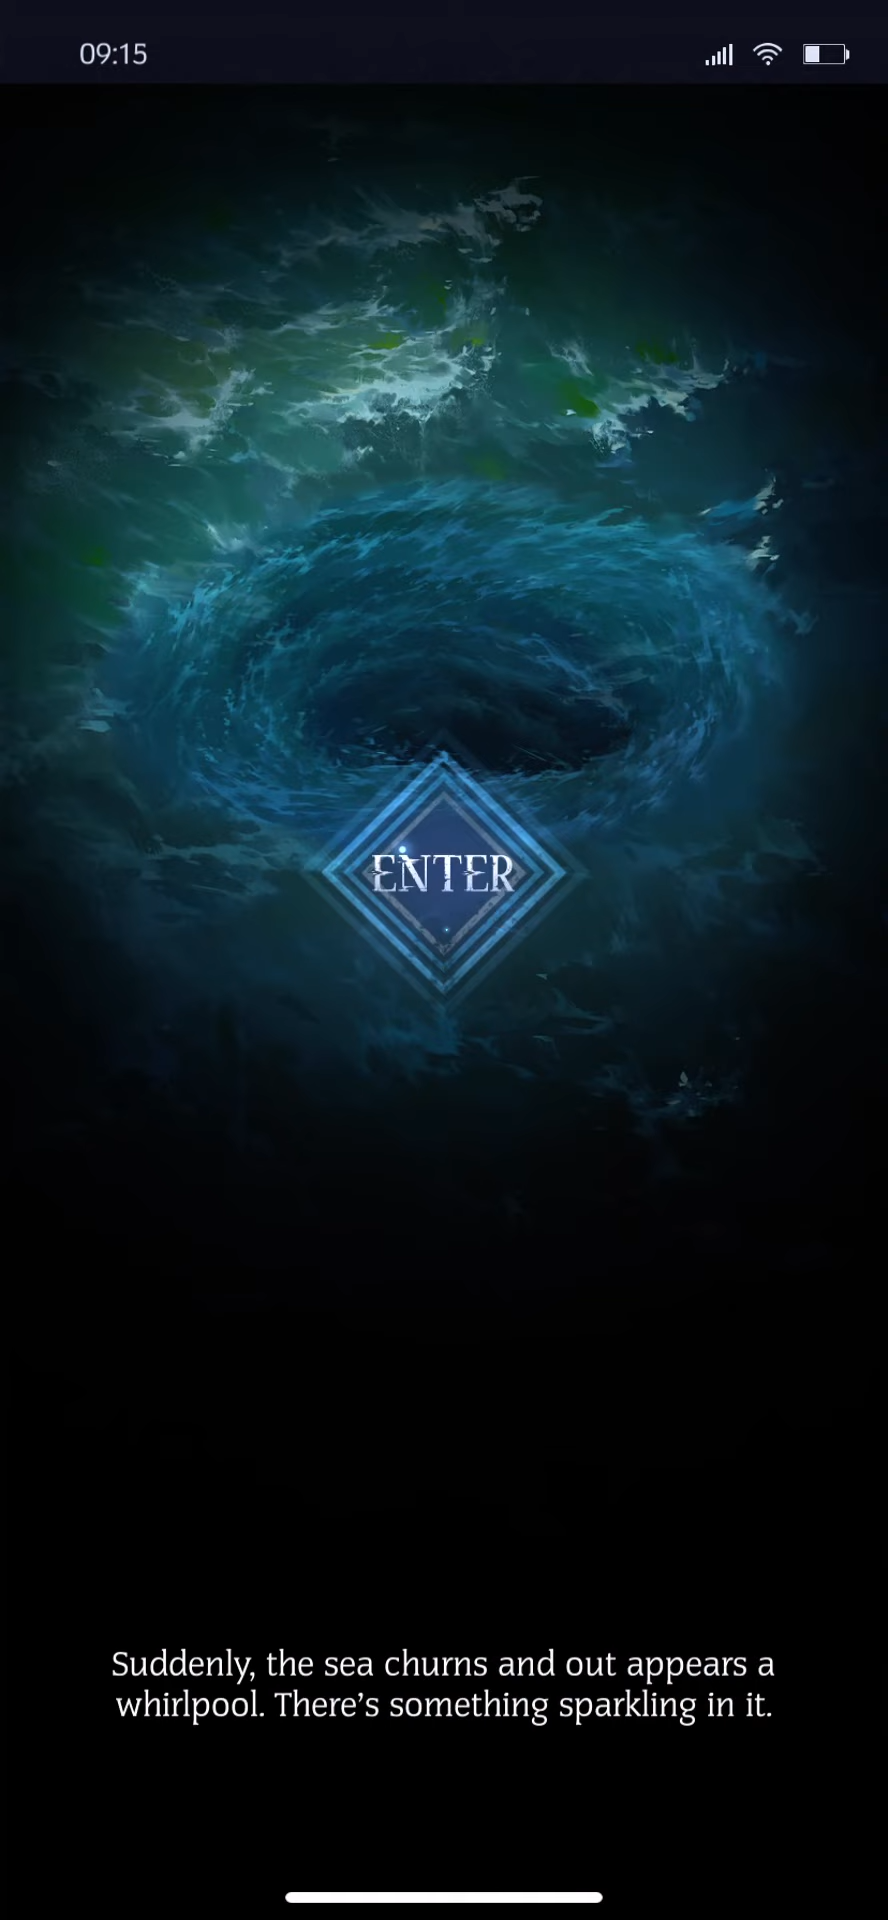 09:15
ENTER
Suddenly, the sea churns and out appears a
whirlpool. There’s something sparkling in it.